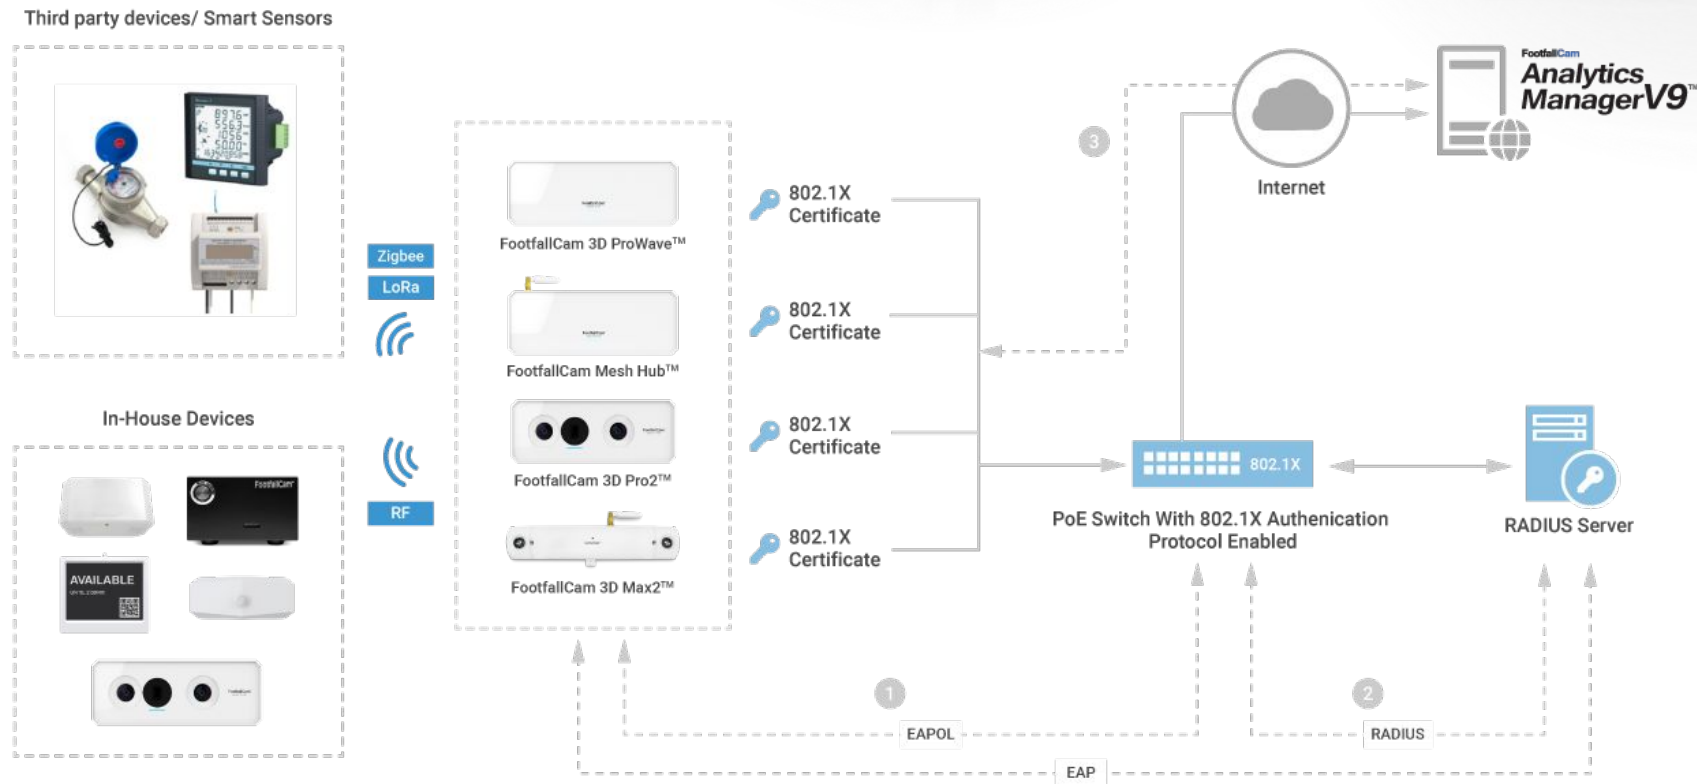 Third party devices/ Smart Sensors
FootfallCam
Analytics
ManagerV9™
3
Internet
802.1X
Certificate
FootfallCam 3D ProWave™
Zigbee
LoRa
802.1X
Certificate
FootfallCam Mesh Hub™
In-House Devices
802.1X
Certificate
802.1X
FootfallCam 3D Pro2™
FootfallCam
RF
PoE Switch With 802.1X Authenication
Protocol Enabled
RADIUS Server
802.1X
Certificate
AVAILABLE
FootfallCam 3D Max2™
1
2
EAPOL
RADIUS
EAP